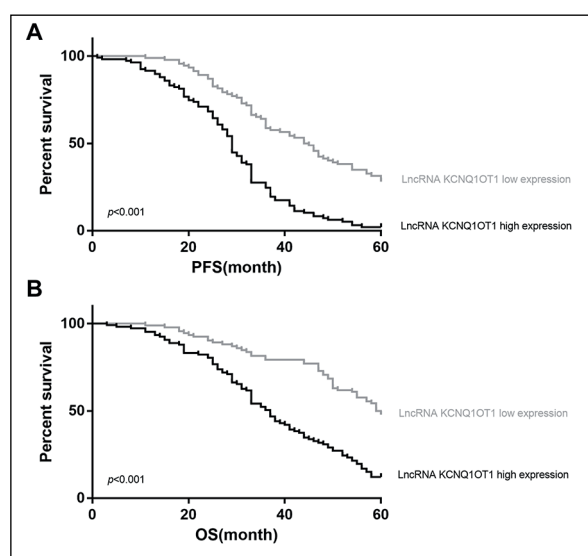 A
Percent survival
100
50
0
LncRNA KCNQ1OT1 low expression
LncRNA KCNQ1OT1 high expression
p<0.001
0 20 40 60
PFS(month)
B
Percent survival
100
50
0
LncRNA KCNQ1OT1 low expression
LncRNA KCNQ1OT1 high expression
p<0.001
0 20 40 60
OS(month)